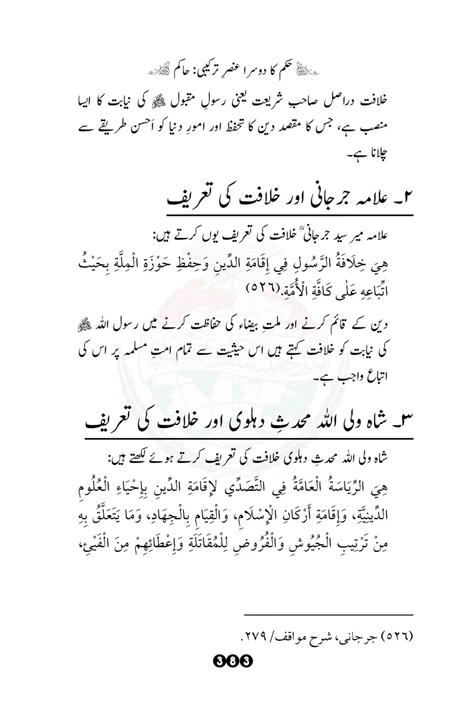 حکم کا دوسرا عنصرِ ترکیبی: حاکم
خلافت دراصل صاحبِ شریعت یعنی رسولِ مقبول ﷺ کی نیابت کا ایسا
منصب ہے، جس کا مقصد دین کا تحفظ اور امورِ دنیا کو اَحسن طریقے سے
چلانا ہے۔
۲۔ علامہ جرجانی اور خلافت کی تعریف
علامہ میر سید جرجانیؒ خلافت کی تعریف یوں کرتے ہیں:
هِيَ خِلَافَةُ الرَّسُولِ فِي إِقَامَةِ الدِّينِ وَحِفْظِ حَوْزَةِ الْمِلَّةِ بِحَيْثُ
اتِّبَاعِهِ عَلٰى كَافَّةِ الْأُمَّةِ.(۵۲۶)
دین کے قائم کرنے اور ملتِ بیضاء کی حفاظت کرنے میں رسول اللہ ﷺ
کی نیابت کو خلافت کہتے ہیں اس حیثیت سے تمام امتِ مسلمہ پر اس کی
اتباع واجب ہے۔
۳۔ شاہ ولی اللہ محدثِ دہلوی اور خلافت کی تعریف
شاہ ولی اللہ محدثِ دہلوی خلافت کی تعریف کرتے ہوئے لکھتے ہیں:
هِيَ الرِّيَاسَةُ الْعَامَّةُ فِي التَّصَدِّي لِإِقَامَةِ الدِّينِ بِإِحْيَاءِ الْعُلُومِ
الدِّينِيَّةِ، وَإِقَامَةِ أَرْكَانِ الْإِسْلَامِ، وَالْقِيَامِ بِالْجِهَادِ، وَمَا يَتَعَلَّقُ بِهِ
مِنْ تَرْتِيبِ الْجُيُوشِ وَالْفُرُوضِ لِلْمُقَاتَلَةِ وَإِعْطَائِهِمْ مِنَ الْفَيْئِ،
(۵۲۶) جرجانی، شرح مواقف/ ۲۷۹.
383